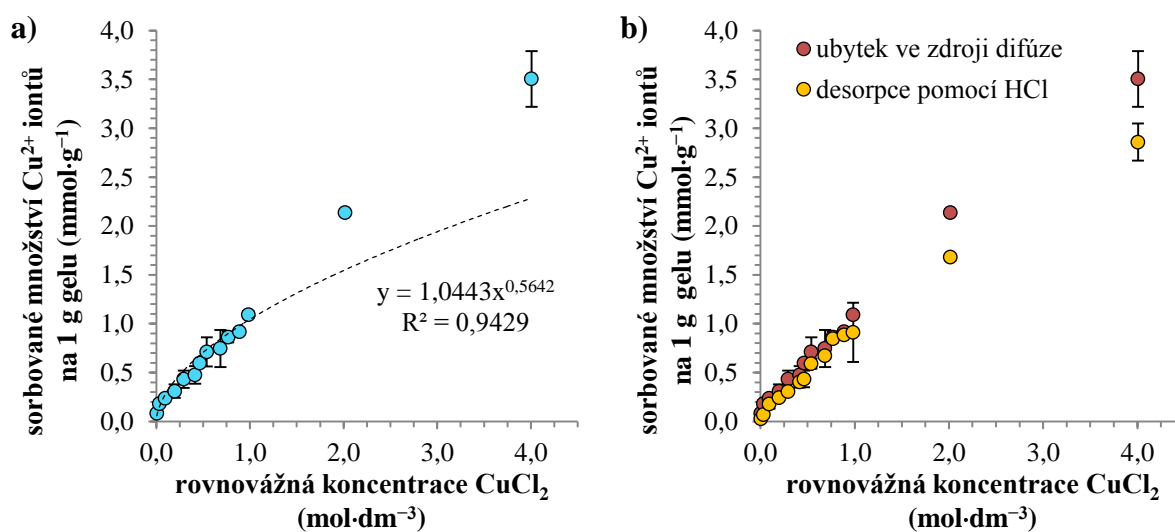 a)
sorbované množství Cu²⁺ iontů
na 1 g gelu (mmol·g⁻¹)
4,0
3,5
3,0
2,5
2,0
1,5
1,0
0,5
0,0
y = 1,0443x^0,5642
R² = 0,9429
0,0 1,0 2,0 3,0 4,0
rovnovážná koncentrace CuCl₂
(mol·dm⁻³)
b)
sorbované množství Cu²⁺ iontů
na 1 g gelu (mmol·g⁻¹)
4,0
3,5
3,0
2,5
2,0
1,5
1,0
0,5
0,0
ubytek ve zdroji difúze
desorpce pomocí HCl
0,0 1,0 2,0 3,0 4,0
rovnovážná koncentrace CuCl₂
(mol·dm⁻³)